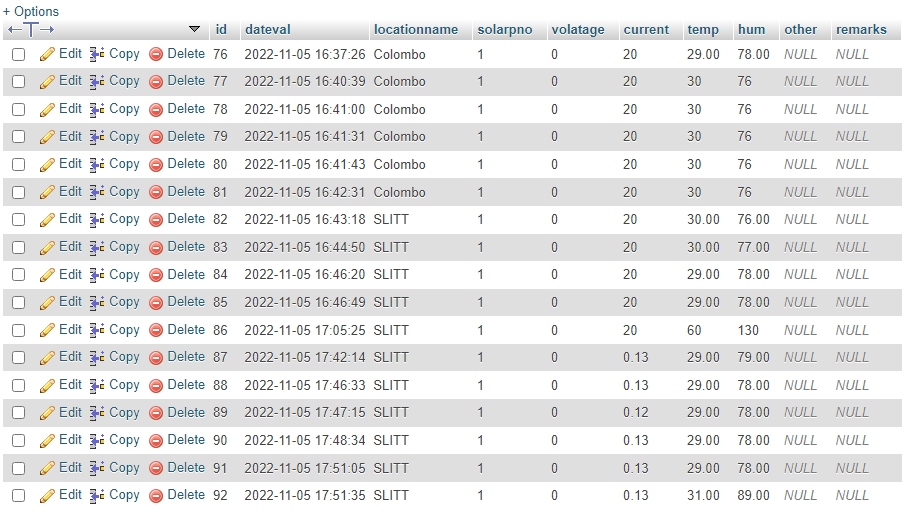 + Options
id dateval locationname solarpno volatage current temp hum other remarks
Edit Copy Delete 76 2022-11-05 16:37:26 Colombo 1 0 20 29.00 78.00 NULL NULL
Edit Copy Delete 77 2022-11-05 16:40:39 Colombo 1 0 20 30 76 NULL NULL
Edit Copy Delete 78 2022-11-05 16:41:00 Colombo 1 0 20 30 76 NULL NULL
Edit Copy Delete 79 2022-11-05 16:41:31 Colombo 1 0 20 30 76 NULL NULL
Edit Copy Delete 80 2022-11-05 16:41:43 Colombo 1 0 20 30 76 NULL NULL
Edit Copy Delete 81 2022-11-05 16:42:31 Colombo 1 0 20 30 76 NULL NULL
Edit Copy Delete 82 2022-11-05 16:43:18 SLITT 1 0 20 30.00 76.00 NULL NULL
Edit Copy Delete 83 2022-11-05 16:44:50 SLITT 1 0 20 30.00 77.00 NULL NULL
Edit Copy Delete 84 2022-11-05 16:46:20 SLITT 1 0 20 29.00 78.00 NULL NULL
Edit Copy Delete 85 2022-11-05 16:46:49 SLITT 1 0 20 29.00 78.00 NULL NULL
Edit Copy Delete 86 2022-11-05 17:05:25 SLITT 1 0 20 60 130 NULL NULL
Edit Copy Delete 87 2022-11-05 17:42:14 SLITT 1 0 0.13 29.00 79.00 NULL NULL
Edit Copy Delete 88 2022-11-05 17:46:33 SLITT 1 0 0.13 29.00 78.00 NULL NULL
Edit Copy Delete 89 2022-11-05 17:47:15 SLITT 1 0 0.12 29.00 78.00 NULL NULL
Edit Copy Delete 90 2022-11-05 17:48:34 SLITT 1 0 0.13 29.00 78.00 NULL NULL
Edit Copy Delete 91 2022-11-05 17:51:05 SLITT 1 0 0.13 29.00 78.00 NULL NULL
Edit Copy Delete 92 2022-11-05 17:51:35 SLITT 1 0 0.13 31.00 89.00 NULL NULL